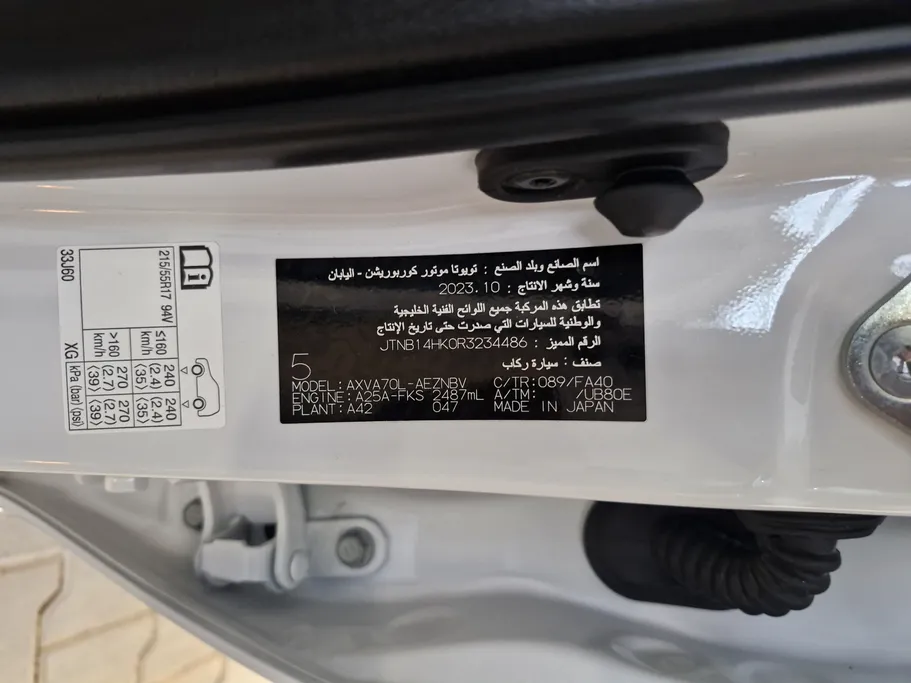 اسم الصانع وبلد الصنع : تويوتا موتور كوربوريشن - اليابان
سنة وشهر الانتاج : 2023.10
تطابق هذه المركبة جميع اللوائح الفنية الخليجية
والوطنية للسيارات التي صدرت حتى تاريخ الإنتاج
الرقم المميز : JTNB14HK0R3234486
صنف : سيارة ركاب
5
MODEL:AXVA70L-AEZNBV C/TR:089/FA40
ENGINE:A25A-FKS 2487mL A/TM: /UB80E
PLANT:A42 047 MADE IN JAPAN
215/55R17 94V
≤160 km/h 240 (2.4) (35) 240 (2.4) (35)
>160 km/h 270 (2.7) (39) 270 (2.7) (39)
XG kPa (bar) (psi)
33J60